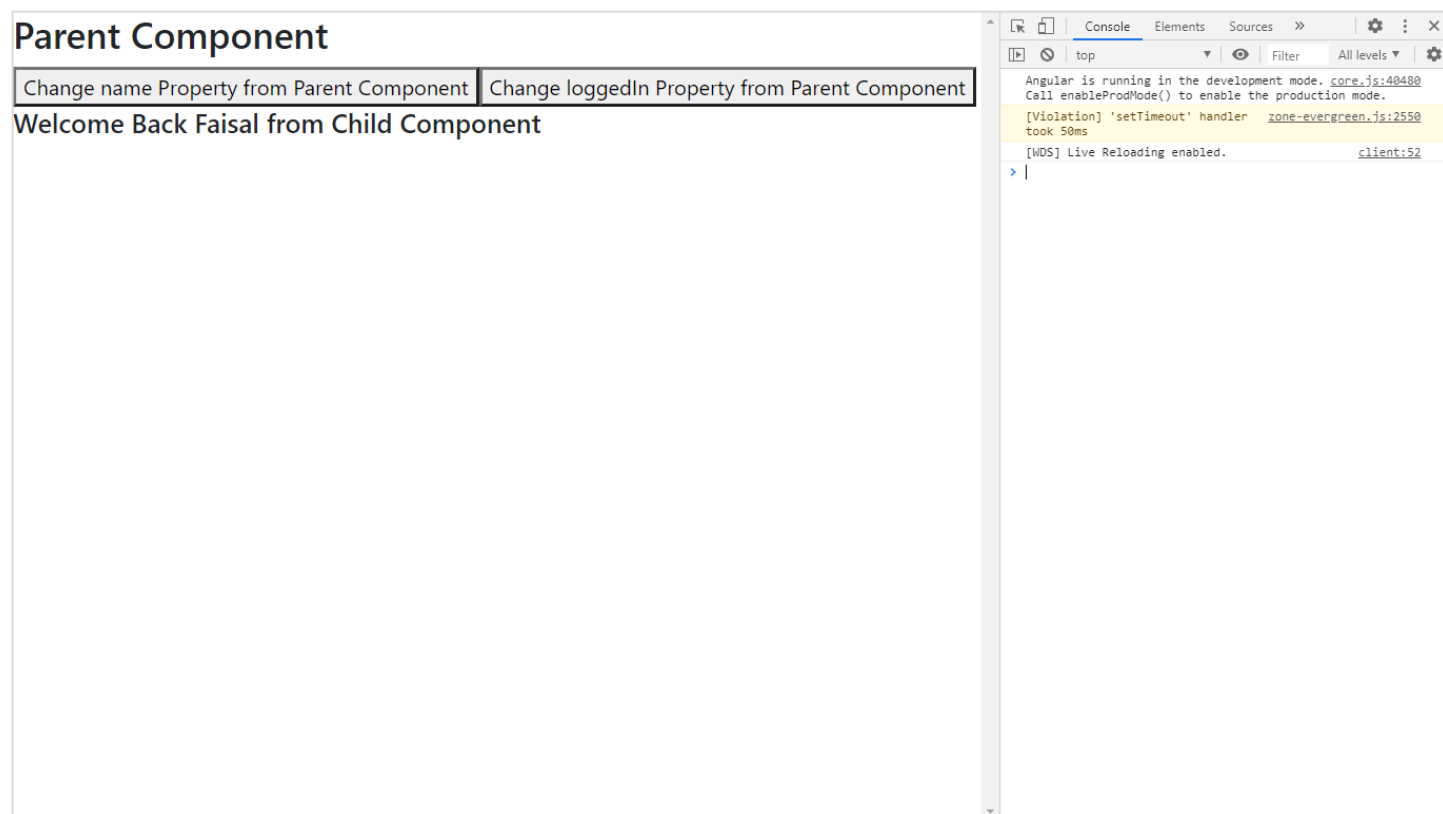 Parent Component
Change name Property from Parent Component Change loggedIn Property from Parent Component
Welcome Back Faisal from Child Component
Console Elements Sources »
top Filter All levels
Angular is running in the development mode. core.js:40480
Call enableProdMode() to enable the production mode.
[Violation] 'setTimeout' handler zone-evergreen.js:2550
took 50ms
[WDS] Live Reloading enabled. client:52
>